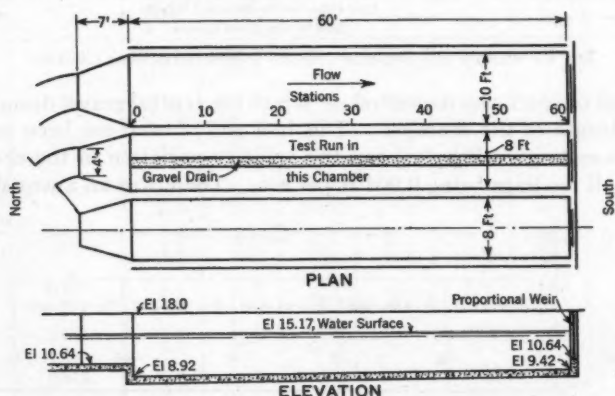 7'
60'
Flow
Stations
10 Ft
0 10 20 30 40 50 60
Test Run in
8 Ft
Gravel Drain
this Chamber
North
South
8 Ft
PLAN
El 18.0
Proportional Weir
El 15.17, Water Surface
El 10.64
El 8.92
El 10.64
El 9.42
ELEVATION